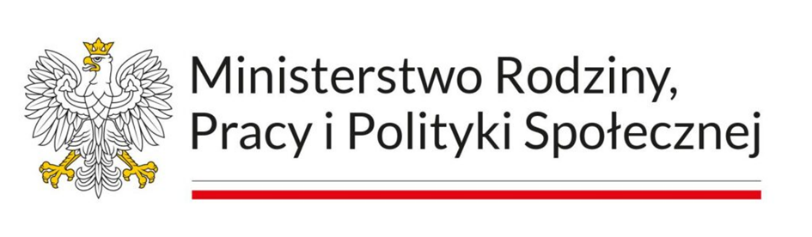 Ministerstwo Rodziny,
Pracy i Polityki Społecznej